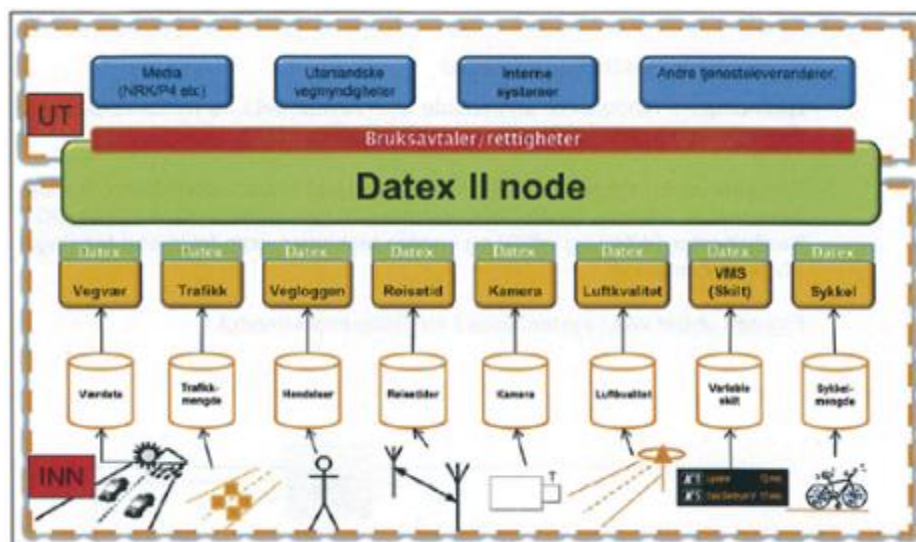 Media
(NRK/P4 etc)
Utenlandske
vegmyndigheter
Interne
systemer
Andre tjenesteleverandører.
UT
Bruksavtaler/rettigheter
Datex II node
Datex
Datex
Datex
Datex
Datex
Datex
Datex
Datex
Vegvær
Trafikk
Vegloggen
Reisetid
Kamera
Luftkvalitet
VMS
(Skilt)
Sykkel
Værdata
Trafikk-
mengde
Hendelser
Reisetider
Kamera
Luftkvalitet
Variable
skilt
Sykkel-
mengde
INN